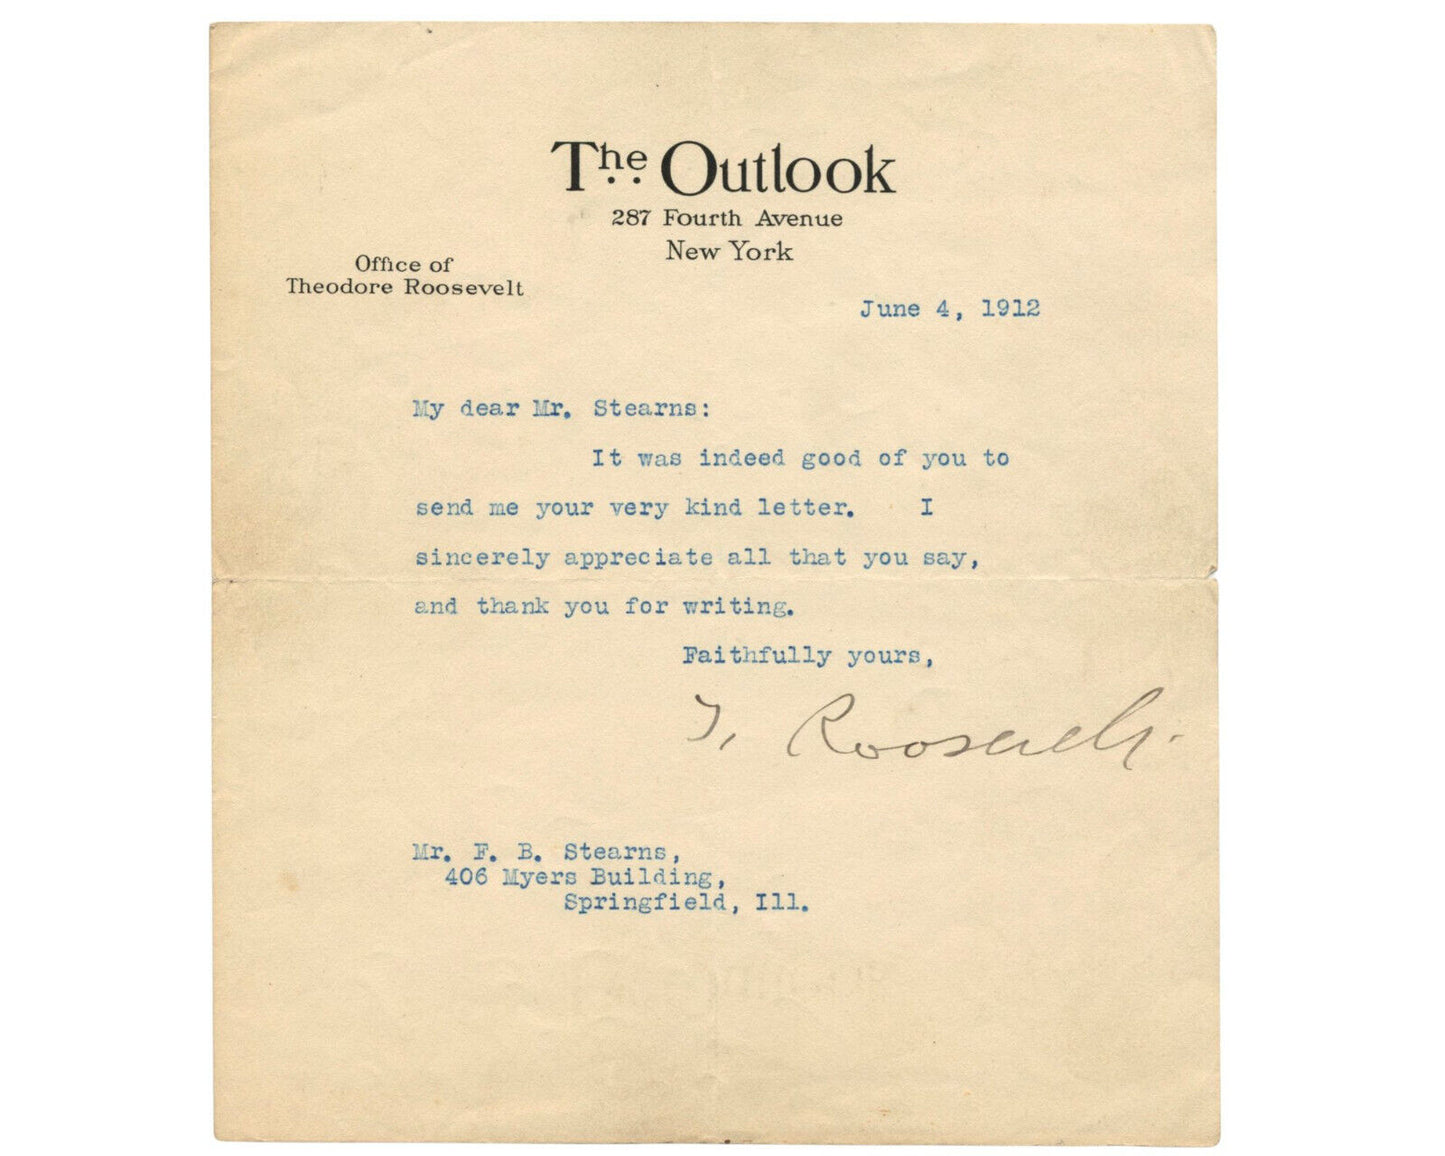 The Outlook
287 Fourth Avenue
New York
Office of
Theodore Roosevelt
June 4, 1912
My dear Mr. Stearns:
It was indeed good of you to
send me your very kind letter. I
sincerely appreciate all that you say,
and thank you for writing.
Faithfully yours,
T. Roosevelt
Mr. F. B. Stearns,
406 Myers Building,
Springfield, Ill.